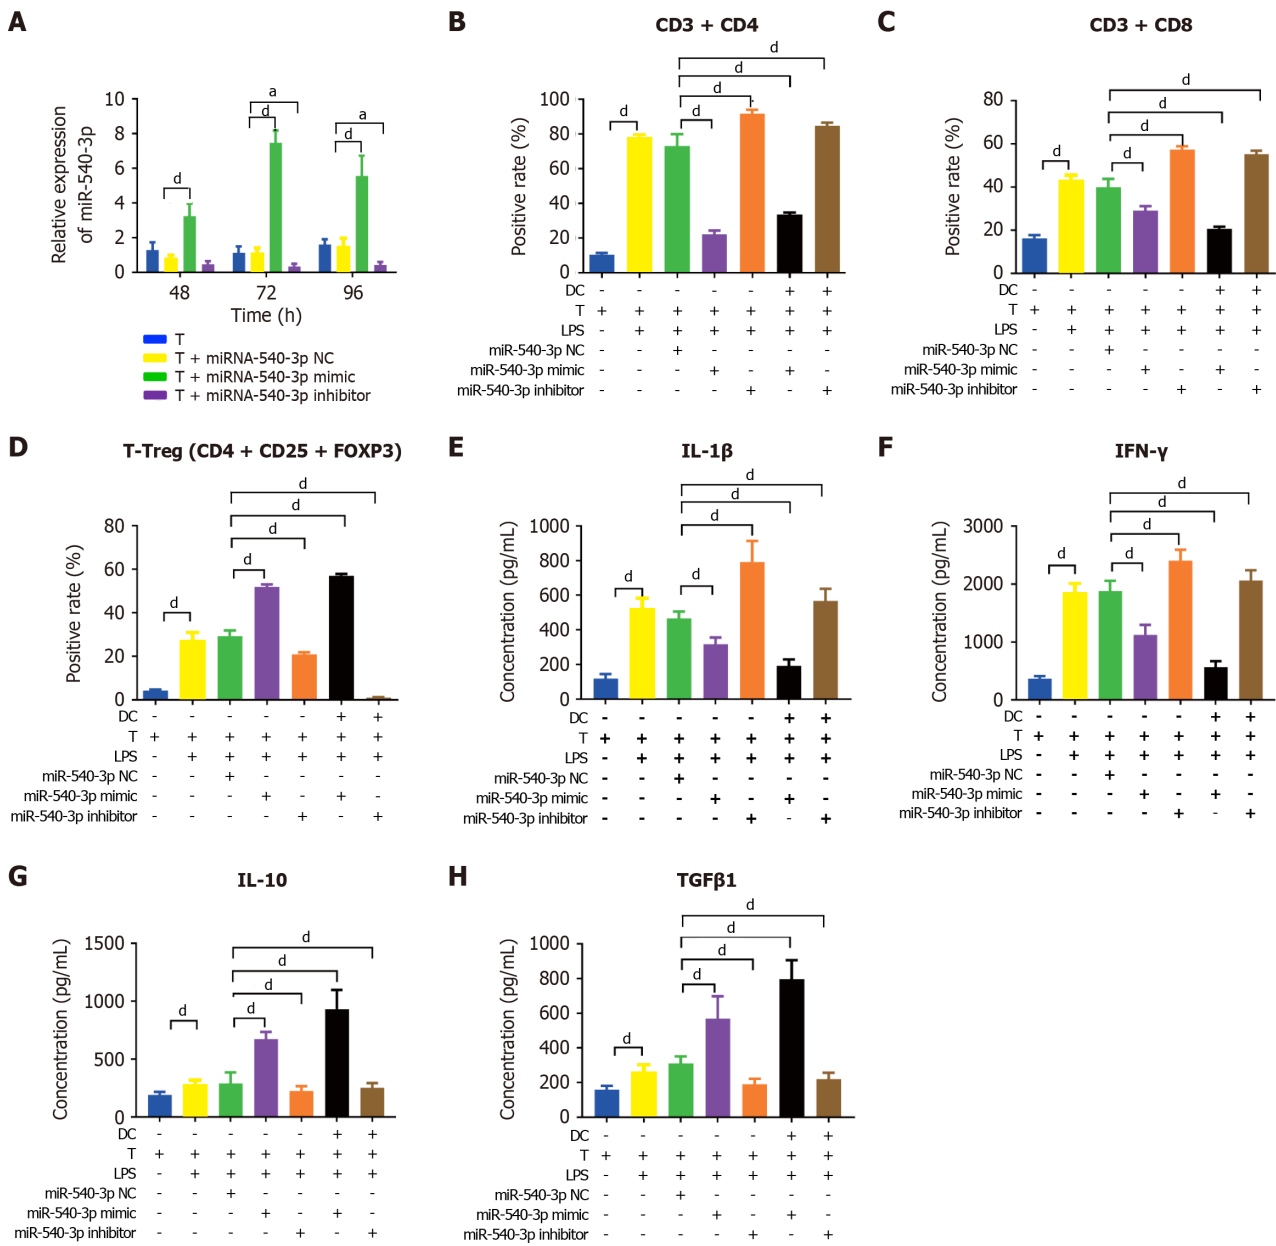 A
Relative expression
of miR-540-3p
10
8
6
4
2
0
d
a
d
a
d
48 72 96
Time (h)
T
T + miRNA-540-3p NC
T + miRNA-540-3p mimic
T + miRNA-540-3p inhibitor
B
CD3 + CD4
Positive rate (%)
100
80
60
40
20
0
d
d
d
d
d
DC - - - - - + +
T + + + + + + +
LPS - + + + + + +
miR-540-3p NC - - + - - - -
miR-540-3p mimic - - - + - + -
miR-540-3p inhibitor - - - - + - +
C
CD3 + CD8
Positive rate (%)
80
60
40
20
0
d
d
d
d
d
DC - - - - - + +
T + + + + + + +
LPS - + + + + + +
miR-540-3p NC - - + - - - -
miR-540-3p mimic - - - + - + -
miR-540-3p inhibitor - - - - + - +
D
T-Treg (CD4 + CD25 + FOXP3)
Positive rate (%)
80
60
40
20
0
d
d
d
d
d
DC - - - - - + +
T + + + + + + +
LPS - + + + + + +
miR-540-3p NC - - + - - - -
miR-540-3p mimic - - - + - + -
miR-540-3p inhibitor - - - - + - +
E
IL-1β
Concentration (pg/mL)
1000
800
600
400
200
0
d
d
d
d
d
DC - - - - - + +
T + + + + + + +
LPS - + + + + + +
miR-540-3p NC - - + - - - -
miR-540-3p mimic - - - + - + -
miR-540-3p inhibitor - - - - + - +
F
IFN-γ
Concentration (pg/mL)
3000
2000
1000
0
d
d
d
d
d
DC - - - - - + +
T + + + + + + +
LPS - + + + + + +
miR-540-3p NC - - + - - - -
miR-540-3p mimic - - - + - + -
miR-540-3p inhibitor - - - - + - +
G
IL-10
Concentration (pg/mL)
1500
1000
500
0
d
d
d
d
d
DC - - - - - + +
T + + + + + + +
LPS - + + + + + +
miR-540-3p NC - - + - - - -
miR-540-3p mimic - - - + - + -
miR-540-3p inhibitor - - - - + - +
H
TGFβ1
Concentration (pg/mL)
1000
800
600
400
200
0
d
d
d
d
d
DC - - - - - + +
T + + + + + + +
LPS - + + + + + +
miR-540-3p NC - - + - - - -
miR-540-3p mimic - - - + - + -
miR-540-3p inhibitor - - - - + - +